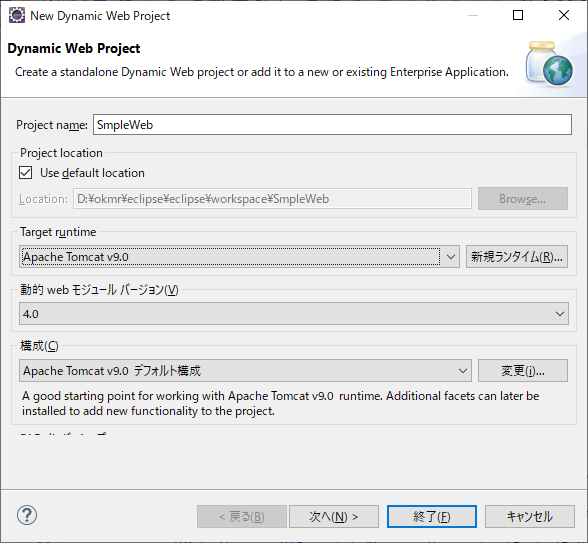 New Dynamic Web Project
Dynamic Web Project
Create a standalone Dynamic Web project or add it to a new or existing Enterprise Application.
Project name: SmpleWeb
Project location
Use default location
Location: D:¥okmr¥eclipse¥eclipse¥workspace¥SmpleWeb Browse...
Target runtime
Apache Tomcat v9.0 新規ランタイム(R)...
動的 web モジュール バージョン(V)
4.0
構成(C)
Apache Tomcat v9.0 デフォルト構成 変更(i)...
A good starting point for working with Apache Tomcat v9.0 runtime. Additional facets can later be
installed to add new functionality to the project.
< 戻る(B) 次へ(N) > 終了(F) キャンセル